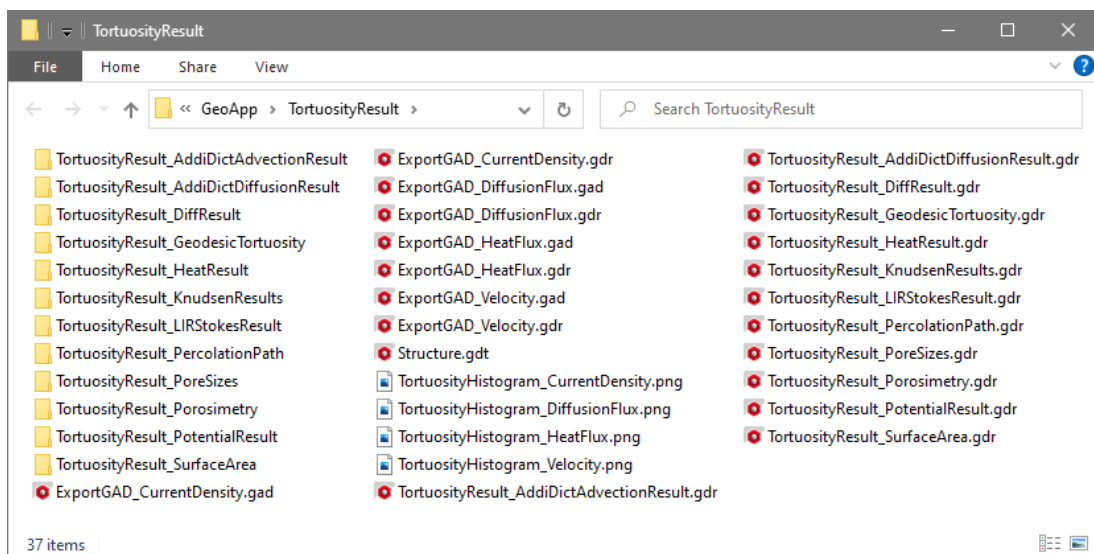 TortuosityResult
File Home Share View
« GeoApp > TortuosityResult >
Search TortuosityResult
TortuosityResult_AddiDictAdvectionResult
TortuosityResult_AddiDictDiffusionResult
TortuosityResult_DiffResult
TortuosityResult_GeodesicTortuosity
TortuosityResult_HeatResult
TortuosityResult_KnudsenResults
TortuosityResult_LIRStokesResult
TortuosityResult_PercolationPath
TortuosityResult_PoreSizes
TortuosityResult_Porosimetry
TortuosityResult_PotentialResult
TortuosityResult_SurfaceArea
ExportGAD_CurrentDensity.gad
ExportGAD_CurrentDensity.gdr
ExportGAD_DiffusionFlux.gad
ExportGAD_DiffusionFlux.gdr
ExportGAD_HeatFlux.gad
ExportGAD_HeatFlux.gdr
ExportGAD_Velocity.gad
ExportGAD_Velocity.gdr
Structure.gdt
TortuosityHistogram_CurrentDensity.png
TortuosityHistogram_DiffusionFlux.png
TortuosityHistogram_HeatFlux.png
TortuosityHistogram_Velocity.png
TortuosityResult_AddiDictAdvectionResult.gdr
TortuosityResult_AddiDictDiffusionResult.gdr
TortuosityResult_DiffResult.gdr
TortuosityResult_GeodesicTortuosity.gdr
TortuosityResult_HeatResult.gdr
TortuosityResult_KnudsenResults.gdr
TortuosityResult_LIRStokesResult.gdr
TortuosityResult_PercolationPath.gdr
TortuosityResult_PoreSizes.gdr
TortuosityResult_Porosimetry.gdr
TortuosityResult_PotentialResult.gdr
TortuosityResult_SurfaceArea.gdr
37 items